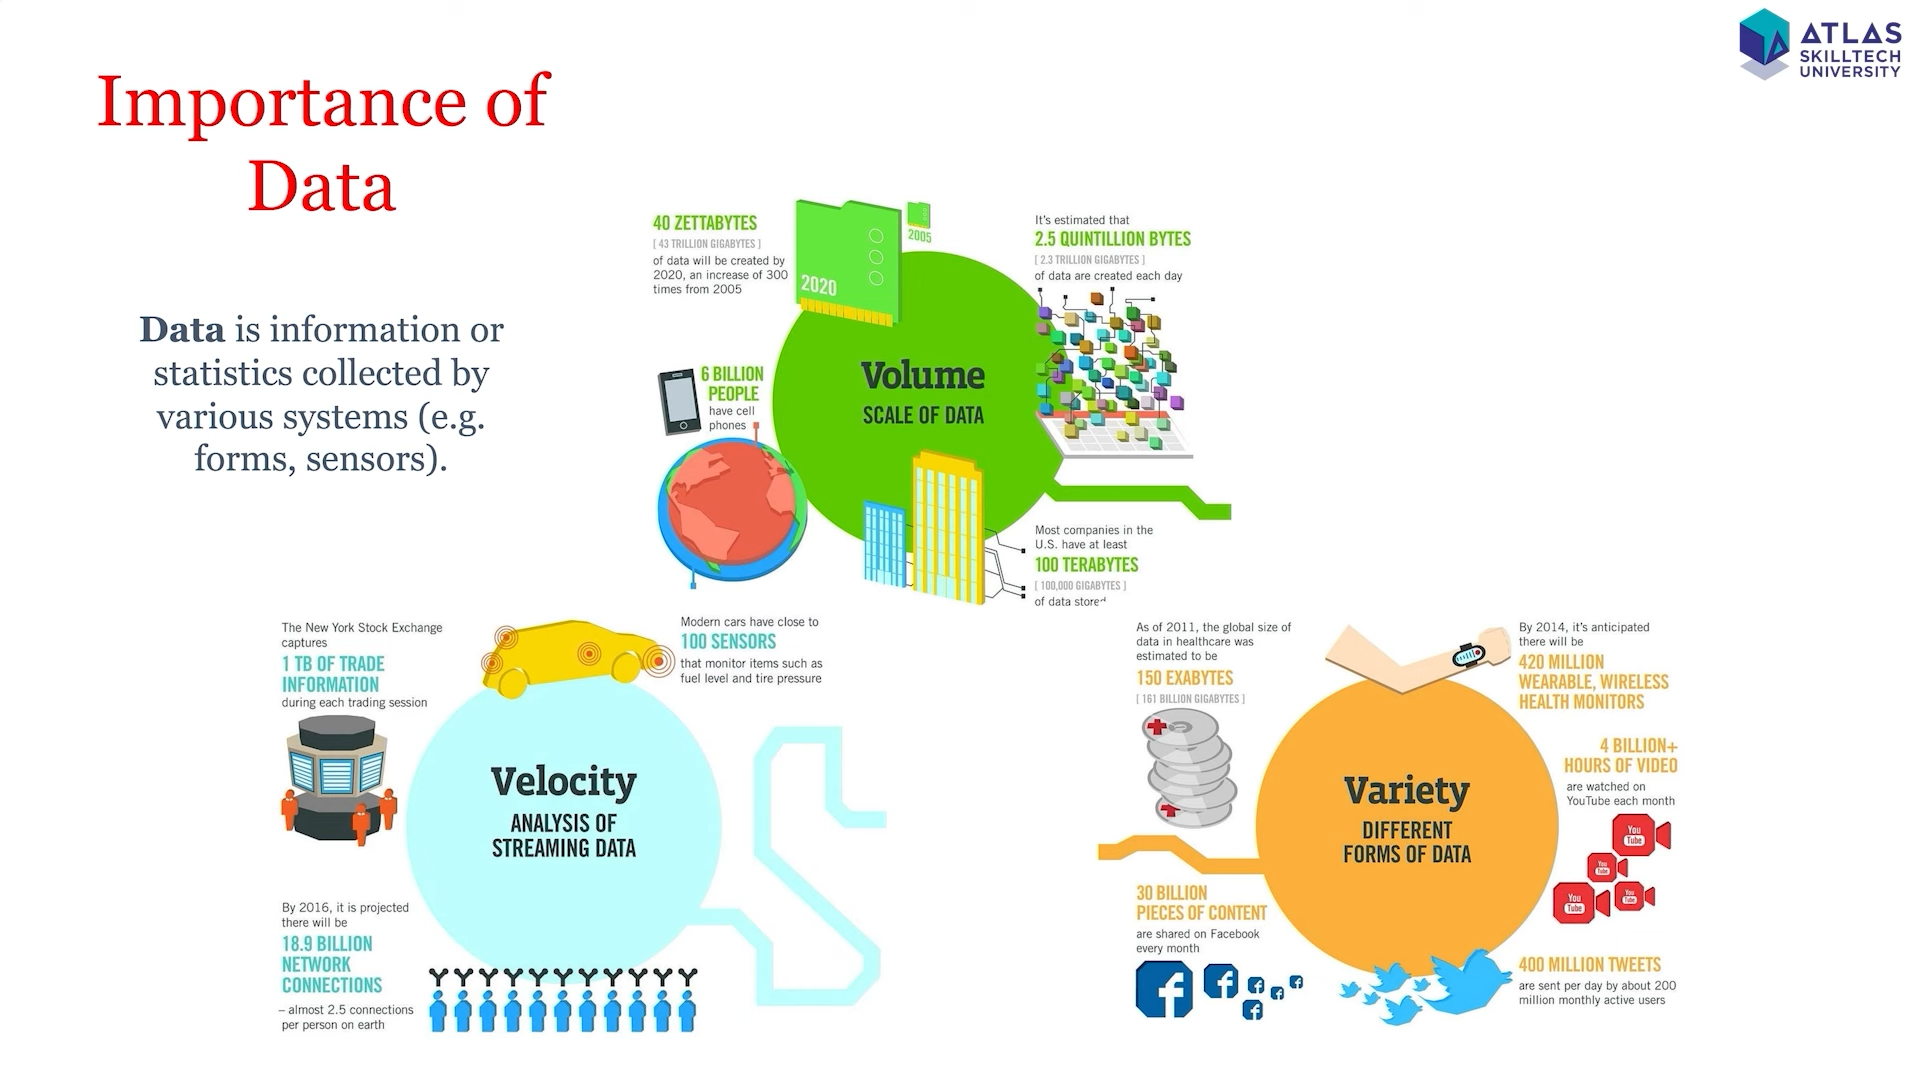 ATLAS
SKILLTECH
UNIVERSITY
Importance of
Data
Data is information or
statistics collected by
various systems (e.g.
forms, sensors).
40 ZETTABYTES
[ 43 TRILLION GIGABYTES ]
of data will be created by
2020, an increase of 300
times from 2005
2020
2005
It's estimated that
2.5 QUINTILLION BYTES
[ 2.3 TRILLION GIGABYTES ]
of data are created each day
6 BILLION
PEOPLE
have cell
phones
Volume
SCALE OF DATA
Most companies in the
U.S. have at least
100 TERABYTES
[ 100,000 GIGABYTES ]
of data stored
The New York Stock Exchange
captures
1 TB OF TRADE
INFORMATION
during each trading session
Modern cars have close to
100 SENSORS
that monitor items such as
fuel level and tire pressure
Velocity
ANALYSIS OF
STREAMING DATA
By 2016, it is projected
there will be
18.9 BILLION
NETWORK
CONNECTIONS
– almost 2.5 connections
per person on earth
As of 2011, the global size of
data in healthcare was
estimated to be
150 EXABYTES
[ 161 BILLION GIGABYTES ]
By 2014, it's anticipated
there will be
420 MILLION
WEARABLE, WIRELESS
HEALTH MONITORS
4 BILLION+
HOURS OF VIDEO
are watched on
YouTube each month
You
Tube
You
Tube
You
Tube
You
Tube
Variety
DIFFERENT
FORMS OF DATA
30 BILLION
PIECES OF CONTENT
are shared on Facebook
every month
400 MILLION TWEETS
are sent per day by about 200
million monthly active users